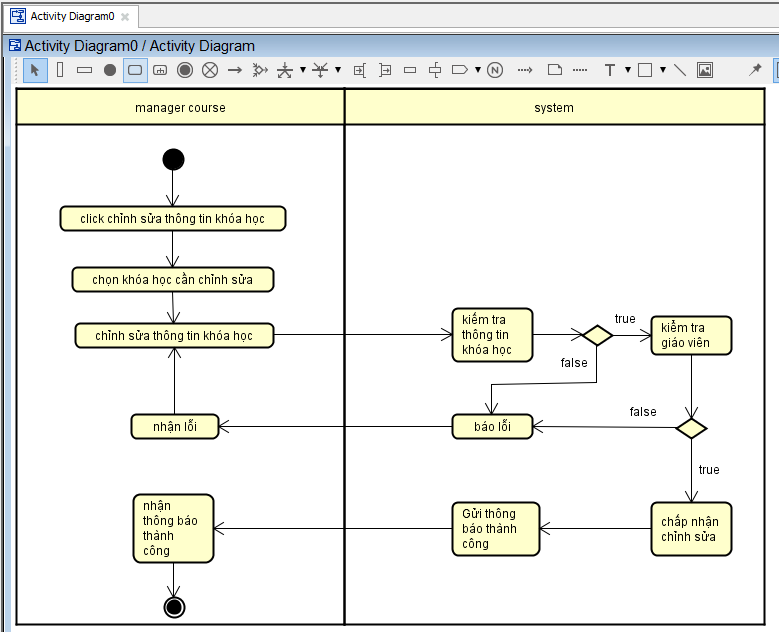 Activity Diagram0
Activity Diagram0 / Activity Diagram
manager course
system
click chỉnh sửa thông tin khóa học
chọn khóa học cần chỉnh sửa
chỉnh sửa thông tin khóa học
kiếm tra
thông tin
khóa học
true
kiểm tra
giáo viên
false
nhận lỗi
báo lỗi
false
true
nhận
thông báo
thành
công
Gửi thông
báo thành
công
chấp nhận
chỉnh sửa